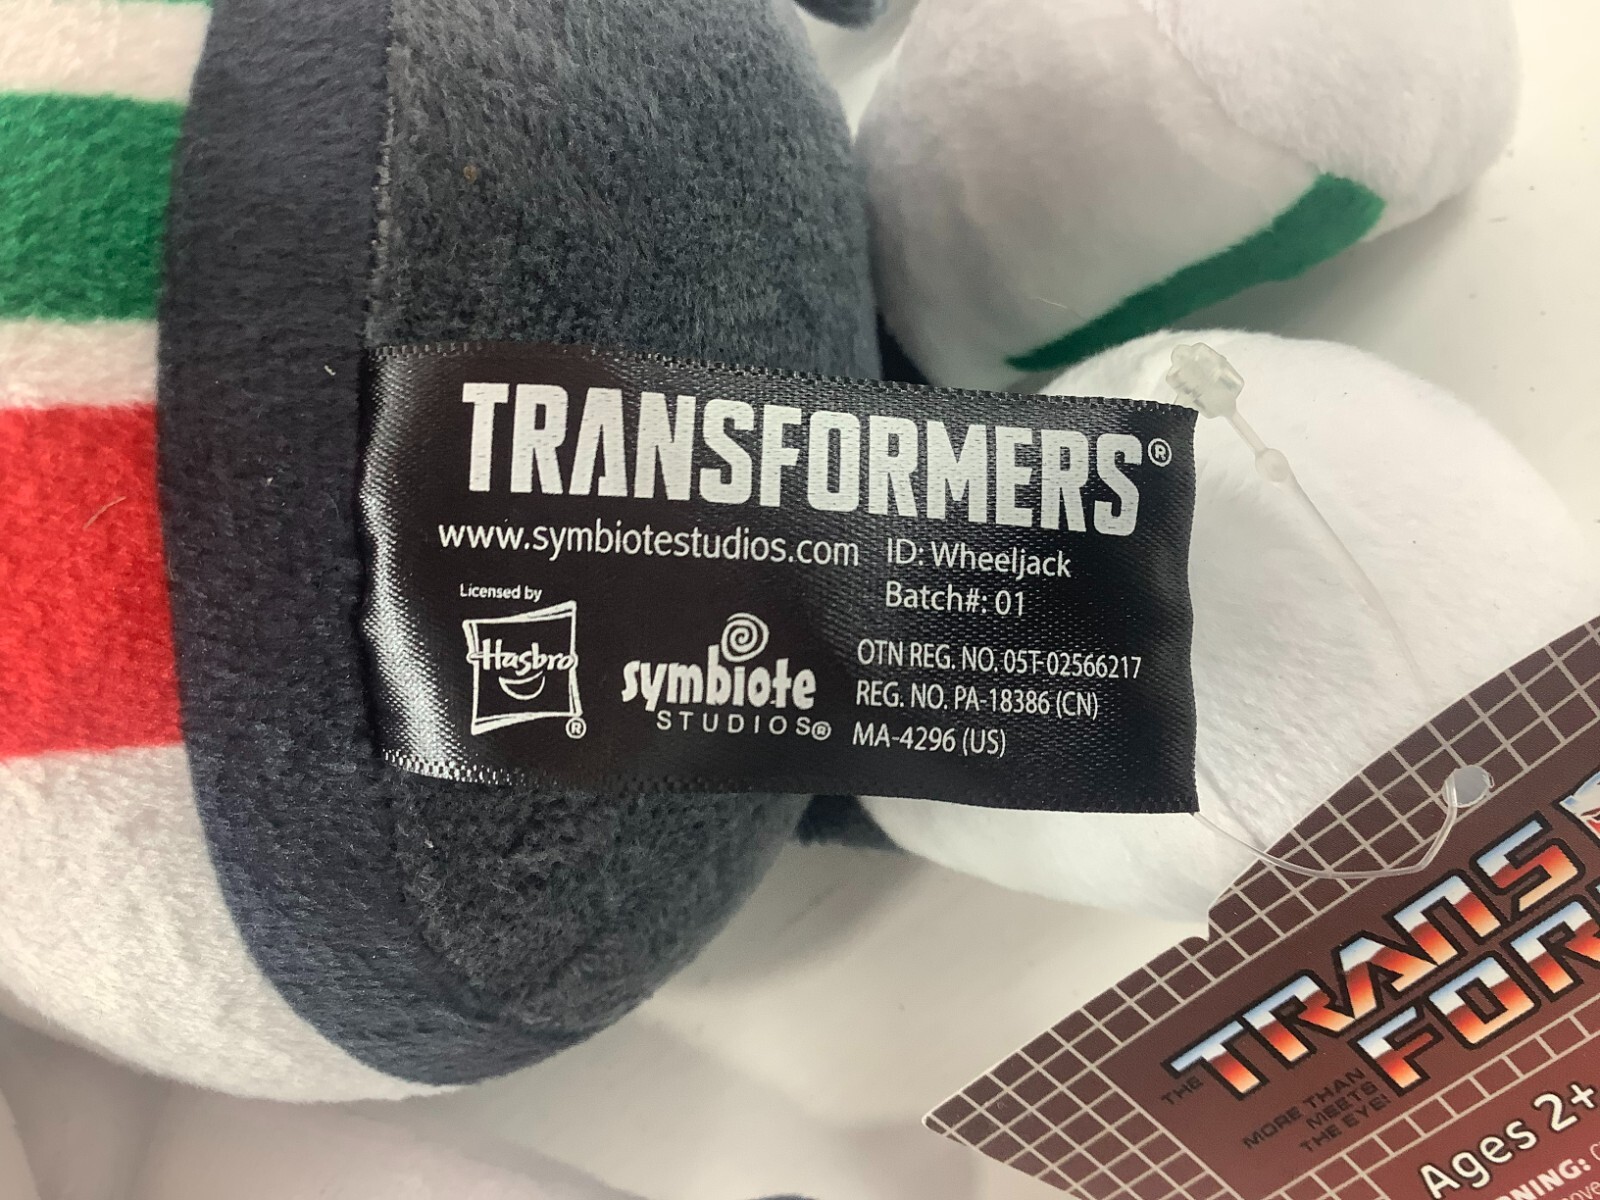 TRANSFORMERS®
www.symbiotestudios.com
ID: Wheeljack
Batch#: 01
Licensed by
Hasbro
®
symbiote
STUDIOS®
OTN REG. NO. 05T-02566217
REG. NO. PA-18386 (CN)
MA-4296 (US)
THE
TRANS
FOR
MORE THAN
MEETS
THE EYE!
Ages 2+